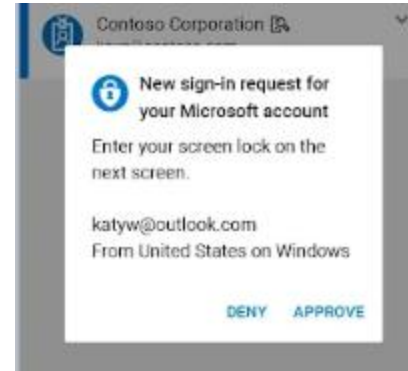 Contoso Corporation
New sign-in request for
your Microsoft account
Enter your screen lock on the
next screen.
katyw@outlook.com
From United States on Windows
DENY APPROVE